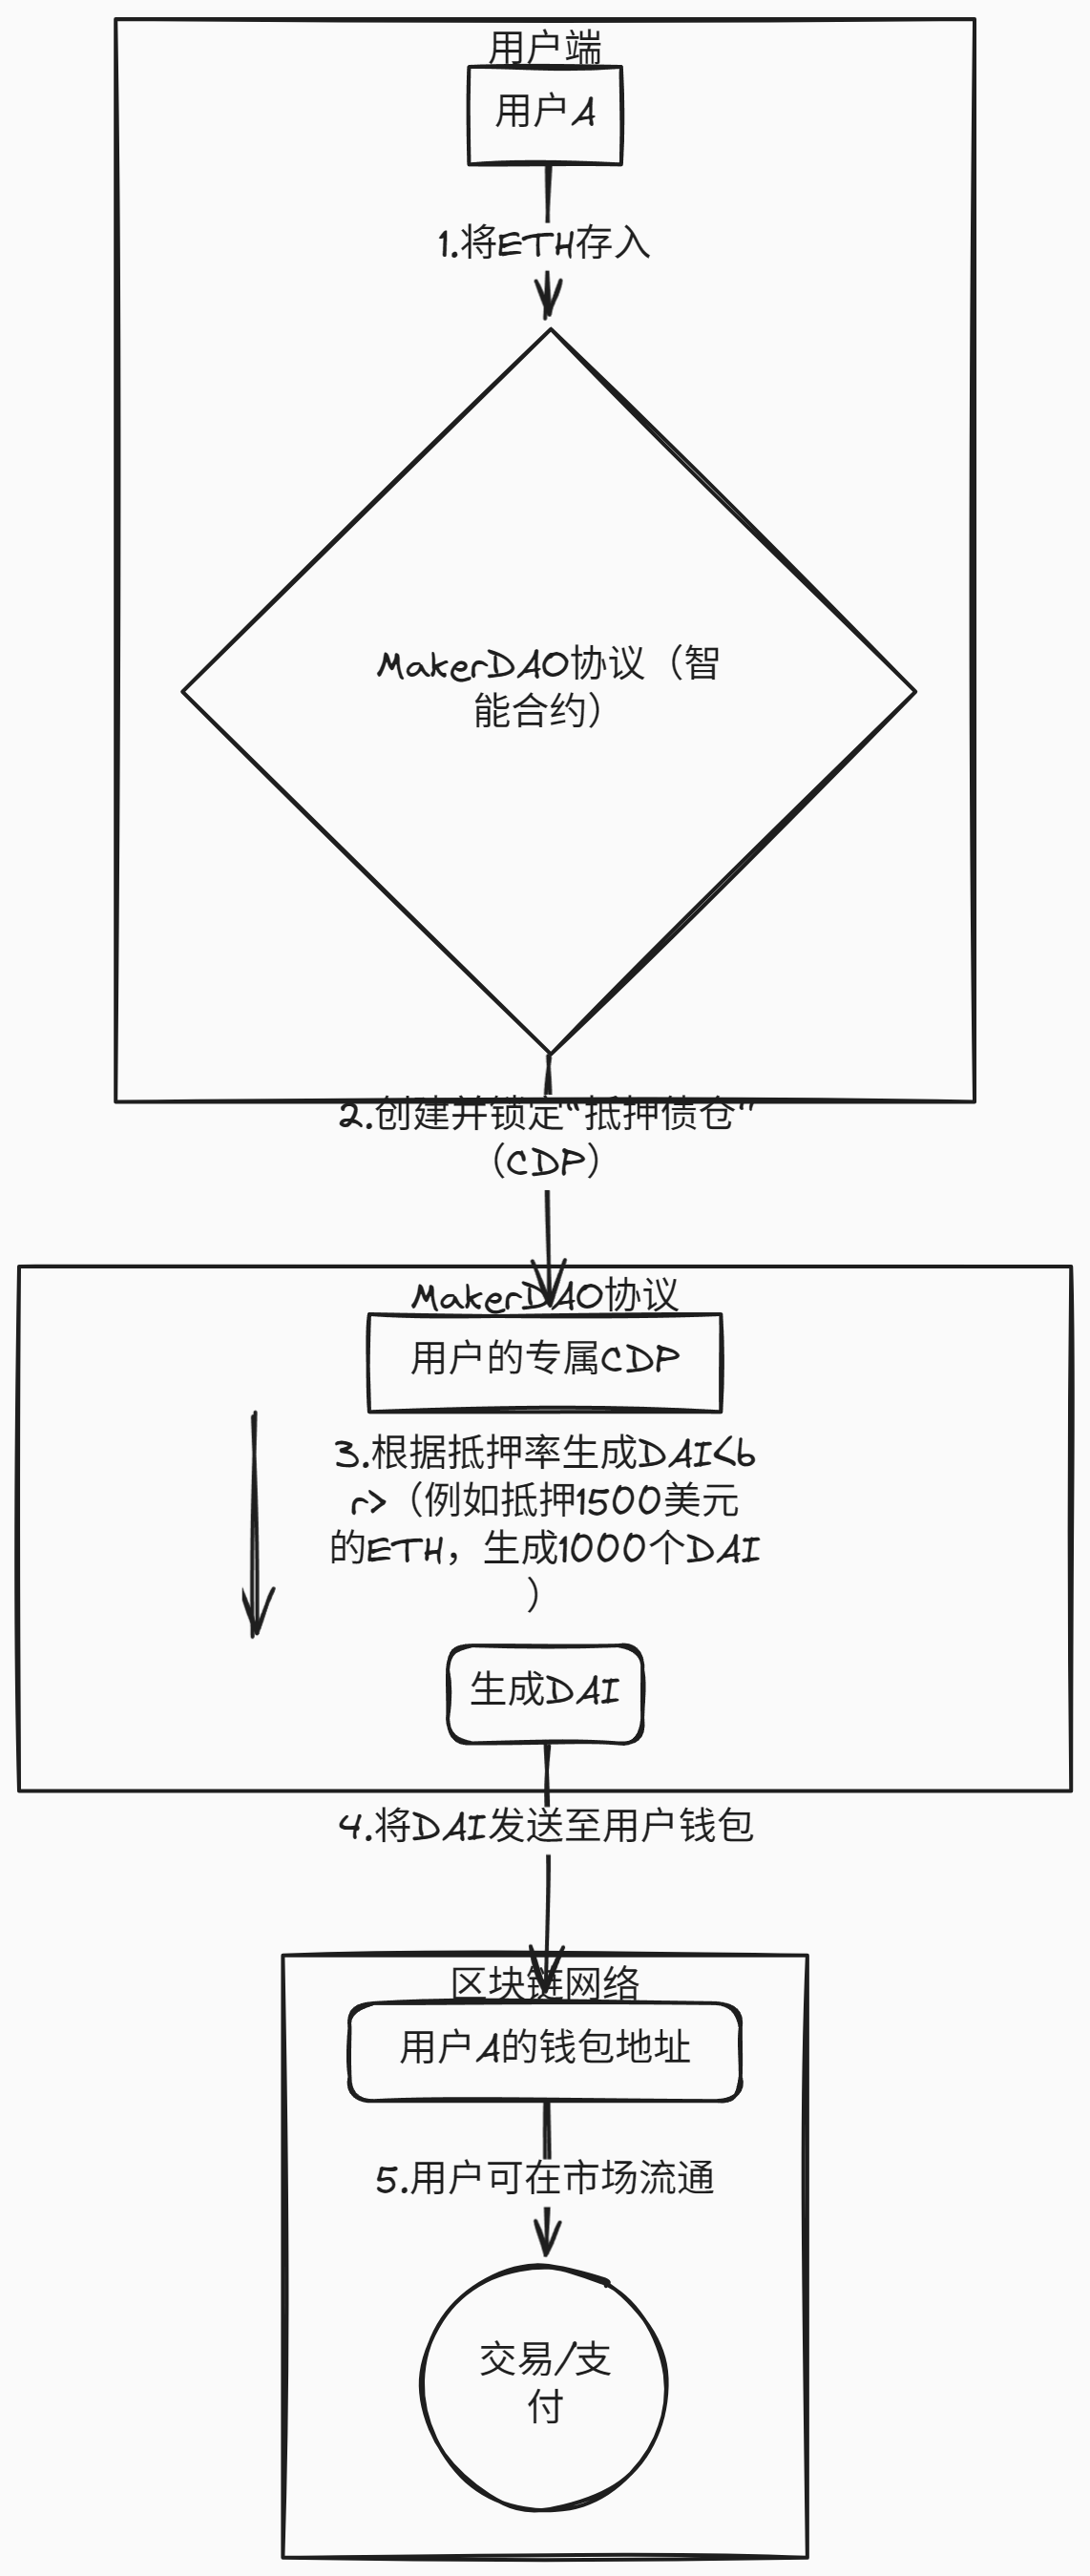 用户端
用户A
1.将ETH存入
MakerDAO协议（智
能合约）
2.创建并锁定“抵押债仓”
（CDP）
MakerDAO协议
用户的专属CDP
3.根据抵押率生成DAI<b
r>（例如抵押1500美元
的ETH，生成1000个DAI
）
生成DAI
4.将DAI发送至用户钱包
区块链网络
用户A的钱包地址
5.用户可在市场流通
交易/支
付